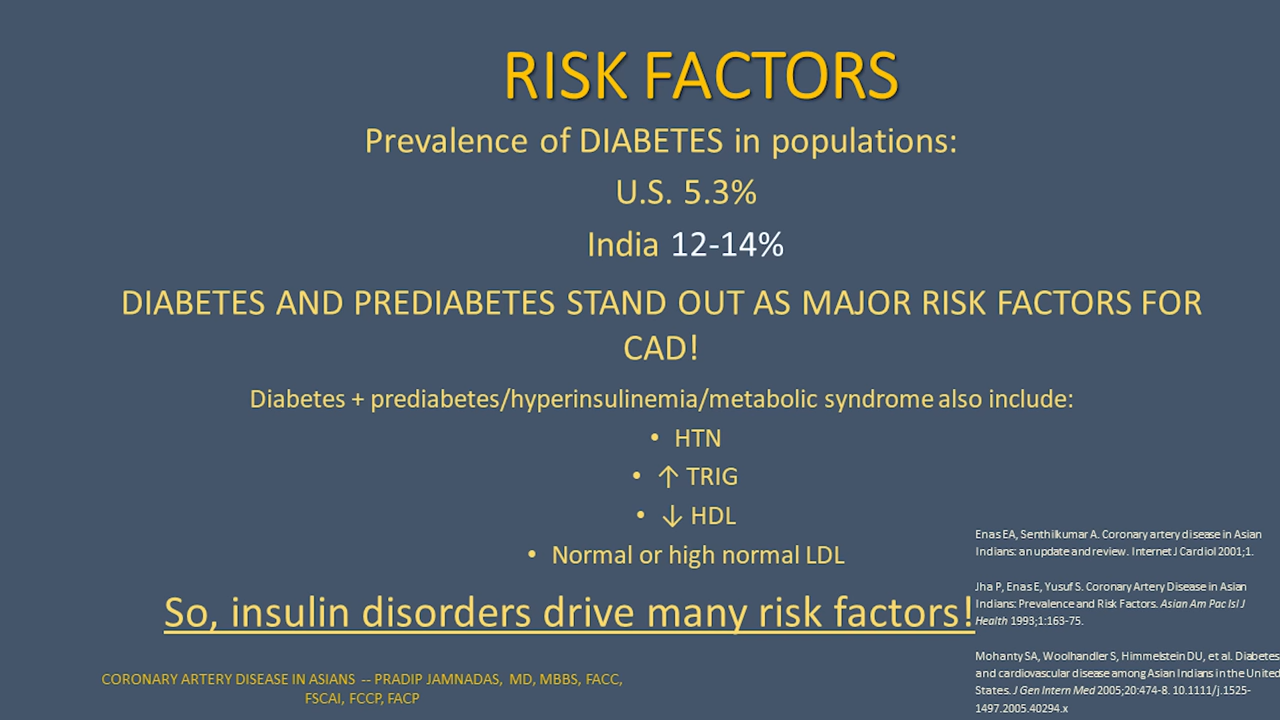 RISK FACTORS
Prevalence of DIABETES in populations:
U.S. 5.3%
India 12-14%
DIABETES AND PREDIABETES STAND OUT AS MAJOR RISK FACTORS FOR
CAD!
Diabetes + prediabetes/hyperinsulinemia/metabolic syndrome also include:
• HTN
• ↑ TRIG
• ↓ HDL
• Normal or high normal LDL
So, insulin disorders drive many risk factors!
Enas EA, Senthilkumar A. Coronary artery disease in Asian
Indians: an update and review. Internet J Cardiol 2001;1.
Jha P, Enas E, Yusuf S. Coronary Artery Disease in Asian
Indians: Prevalence and Risk Factors. Asian Am Pac Isl J
Health 1993;1:163-75.
Mohanty SA, Woolhandler S, Himmelstein DU, et al. Diabetes
and cardiovascular disease among Asian Indians in the United
States. J Gen Intern Med 2005;20:474-8. 10.1111/j.1525-
1497.2005.40294.x
CORONARY ARTERY DISEASE IN ASIANS -- PRADIP JAMNADAS, MD, MBBS, FACC,
FSCAI, FCCP, FACP